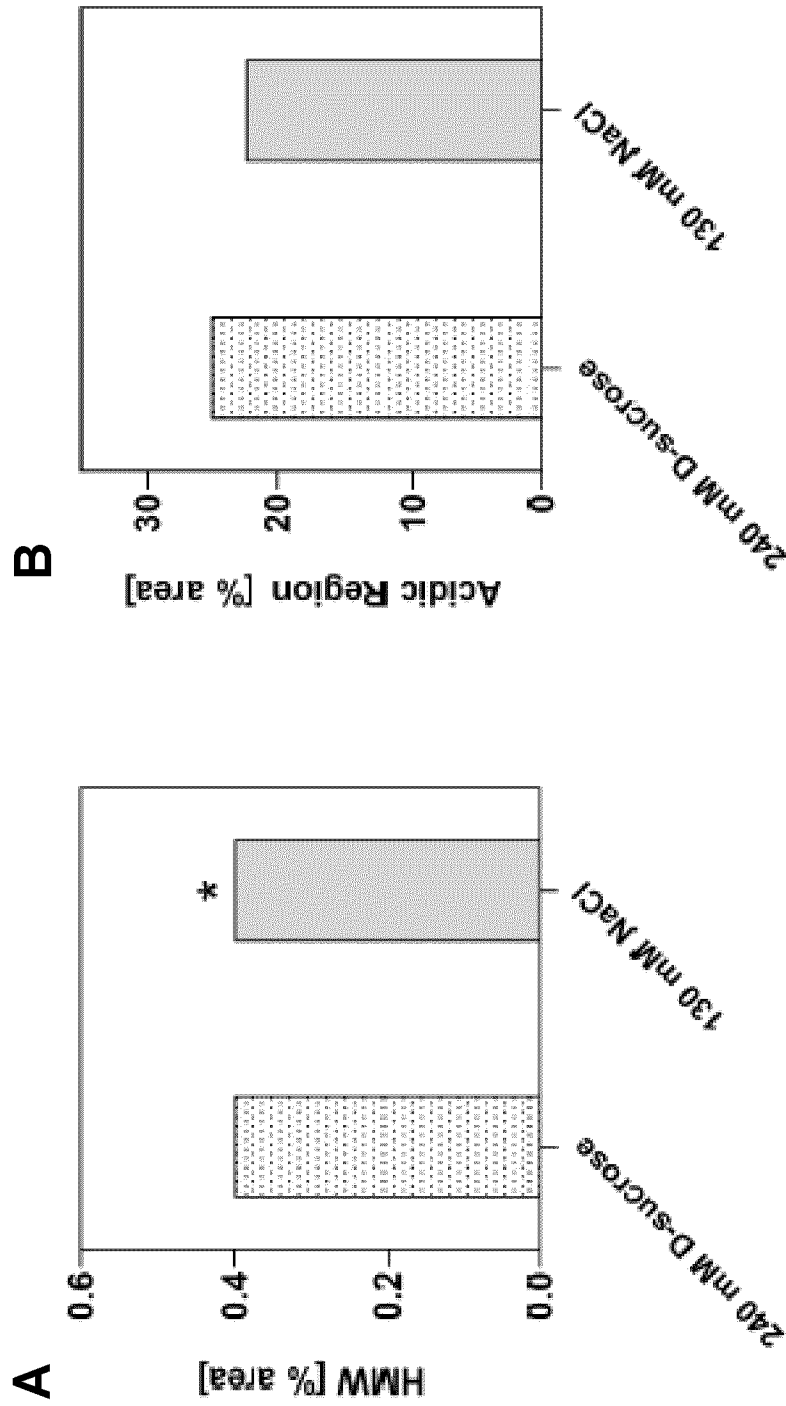 A
HMW [% area]
0.6
0.4
0.2
0.0
*
240 mM D-sucrose
130 mM NaCl
B
Acidic Region [% area]
30
20
10
0
240 mM D-sucrose
130 mM NaCl